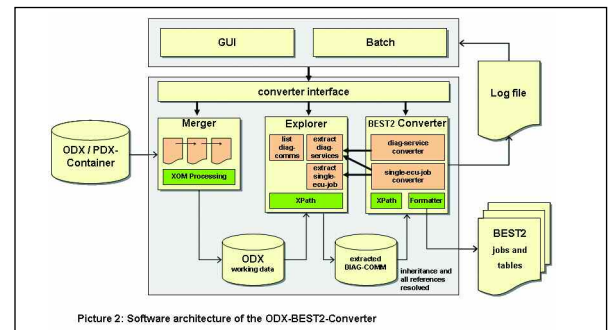 GUI
Batch
converter interface
Log file
Merger
XOM Processing
Explorer
list
diag-
comms
extract
diag-
services
extract
single-
ecu-job
XPath
BEST2 Converter
diag-service
converter
single-ecu-job
converter
XPath
Formatter
ODX / PDX-
Container
ODX
working data
extracted
DIAG-COMM
inheritance and
all references
resolved
BEST2
jobs and
tables
Picture 2: Software architecture of the ODX-BEST2-Converter